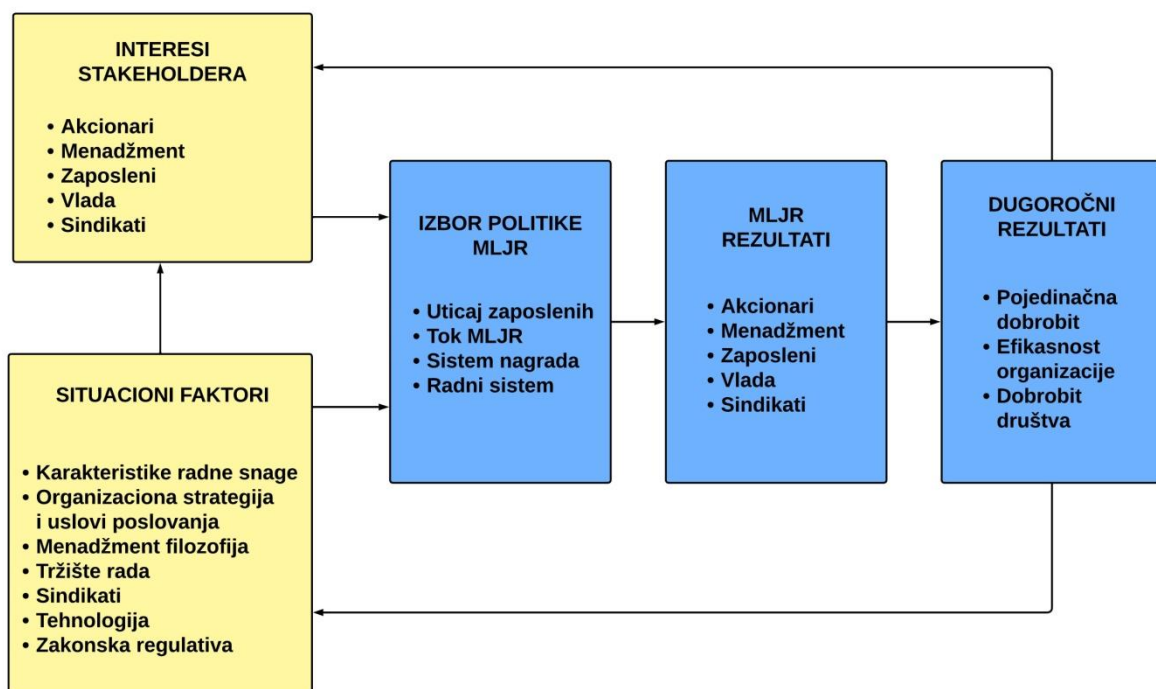 INTERESI
STAKEHOLDERA
• Akcionari
• Menadžment
• Zaposleni
• Vlada
• Sindikati
SITUACIONI FAKTORI
• Karakteristike radne snage
• Organizaciona strategija
i uslovi poslovanja
• Menadžment filozofija
• Tržište rada
• Sindikati
• Tehnologija
• Zakonska regulativa
IZBOR POLITIKE
MLJR
• Uticaj zaposlenih
• Tok MLJR
• Sistem nagrada
• Radni sistem
MLJR
REZULTATI
• Akcionari
• Menadžment
• Zaposleni
• Vlada
• Sindikati
DUGOROČNI
REZULTATI
• Pojedinačna
dobrobit
• Efikasnost
organizacije
• Dobrobit
društva